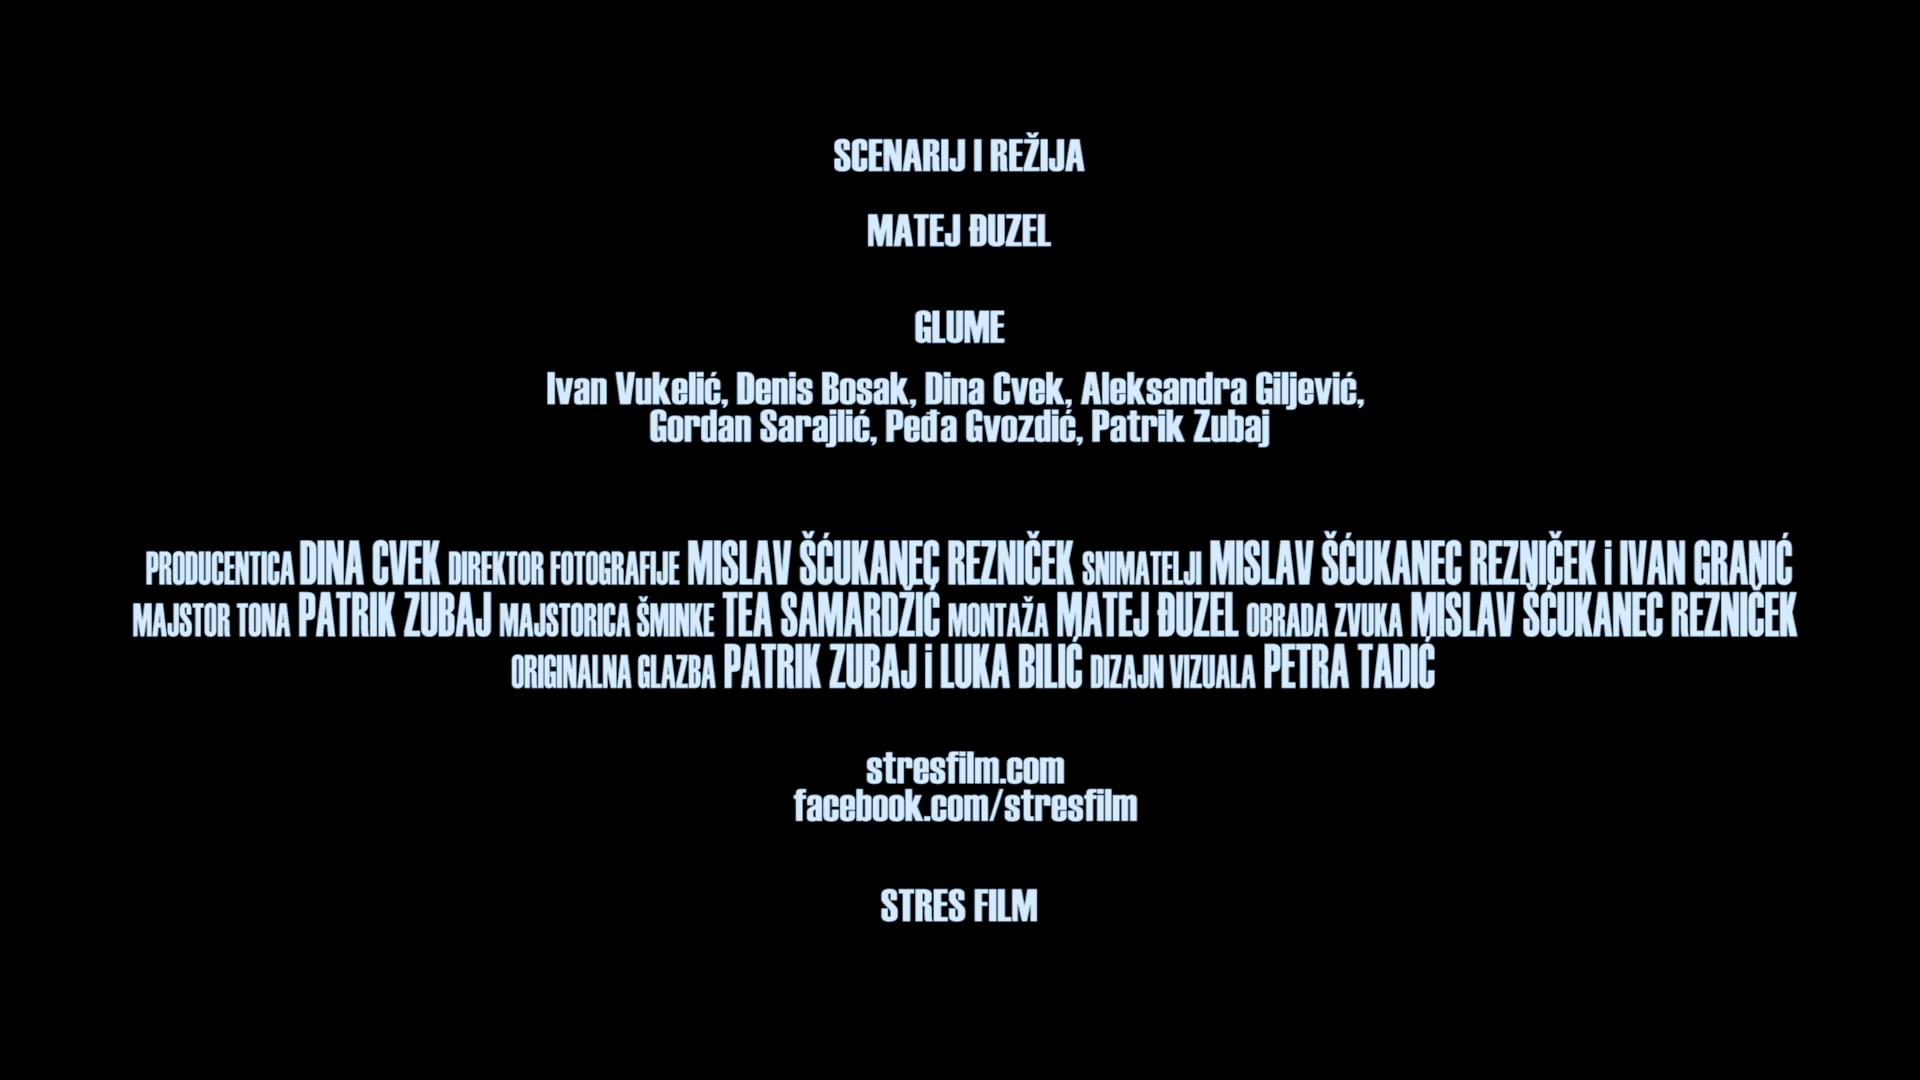 SCENARIJ I REŽIJA
MATEJ ĐUZEL
GLUME
Ivan Vukelić, Denis Bosak, Dina Cvek, Aleksandra Giljević,
Gordan Sarajlić, Peđa Gvozdić, Patrik Zubaj
PRODUCENTICA DINA CVEK DIREKTOR FOTOGRAFIJE MISLAV ŠĆUKANEC REZNIČEK SNIMATELJI MISLAV ŠĆUKANEC REZNIČEK i IVAN GRANIĆ
MAJSTOR TONA PATRIK ZUBAJ MAJSTORICA ŠMINKE TEA SAMARDŽIĆ MONTAŽA MATEJ ĐUZEL OBRADA ZVUKA MISLAV ŠĆUKANEC REZNIČEK
ORIGINALNA GLAZBA PATRIK ZUBAJ i LUKA BILIĆ DIZAJN VIZUALA PETRA TADIĆ
stresfilm.com
facebook.com/stresfilm
STRES FILM